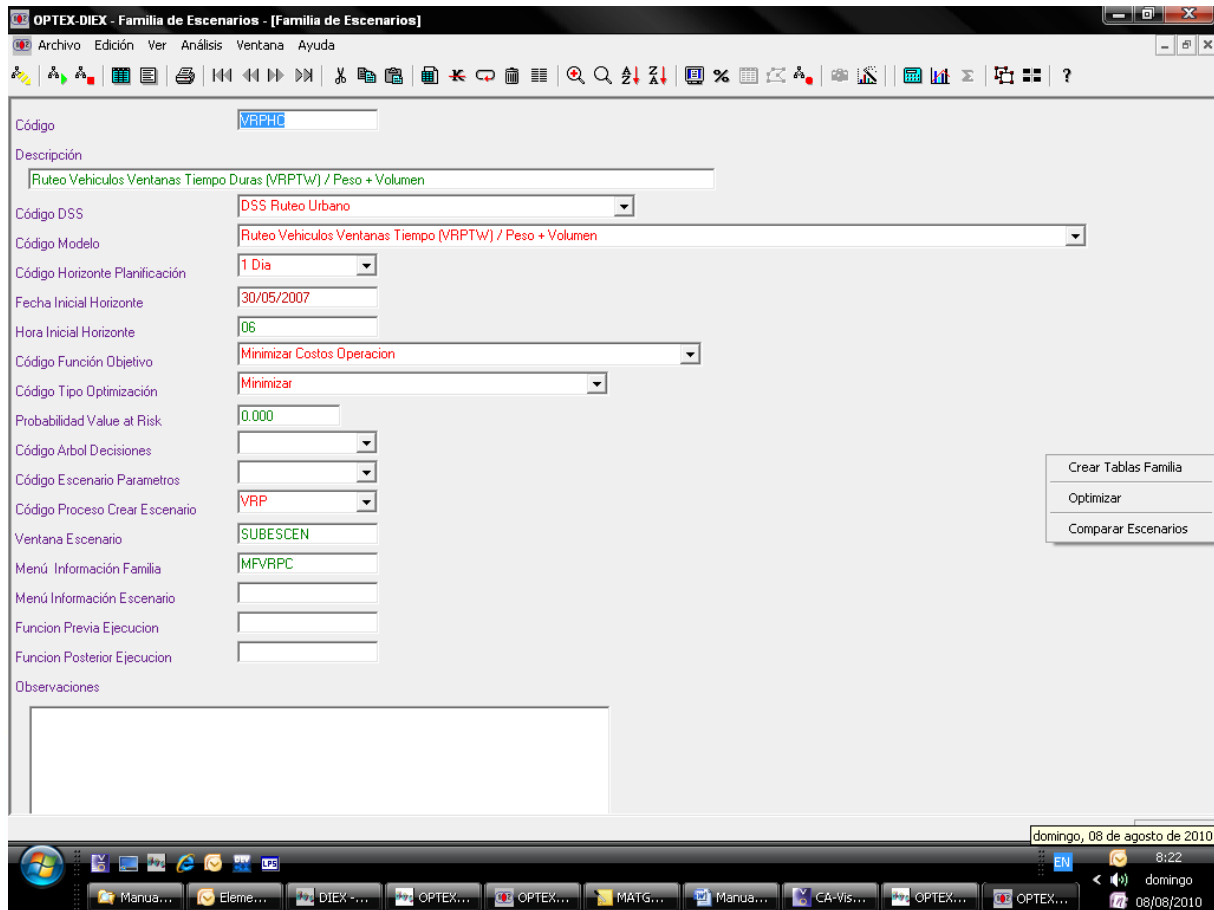 OPTEX-DIEX - Familia de Escenarios - [Familia de Escenarios]
Archivo Edición Ver Análisis Ventana Ayuda
Código VRPHC
Descripción
Ruteo Vehiculos Ventanas Tiempo Duras (VRPTW) / Peso + Volumen
Código DSS DSS Ruteo Urbano
Código Modelo Ruteo Vehiculos Ventanas Tiempo (VRPTW) / Peso + Volumen
Código Horizonte Planificación 1 Dia
Fecha Inicial Horizonte 30/05/2007
Hora Inicial Horizonte 06
Código Función Objetivo Minimizar Costos Operacion
Código Tipo Optimización Minimizar
Probabilidad Value at Risk 0.000
Código Arbol Decisiones
Código Escenario Parametros
Crear Tablas Familia
Optimizar
Comparar Escenarios
Código Proceso Crear Escenario VRP
Ventana Escenario SUBESCEN
Menú Información Familia MFVRPC
Menú Información Escenario
Funcion Previa Ejecucion
Funcion Posterior Ejecucion
Observaciones
domingo, 08 de agosto de 2010
DEV LPS EN 8:22
domingo
Manua... Eleme... DIEX -... OPTEX... OPTEX... MATG... Manua... CA-Vis... OPTEX... OPTEX... 08/08/2010